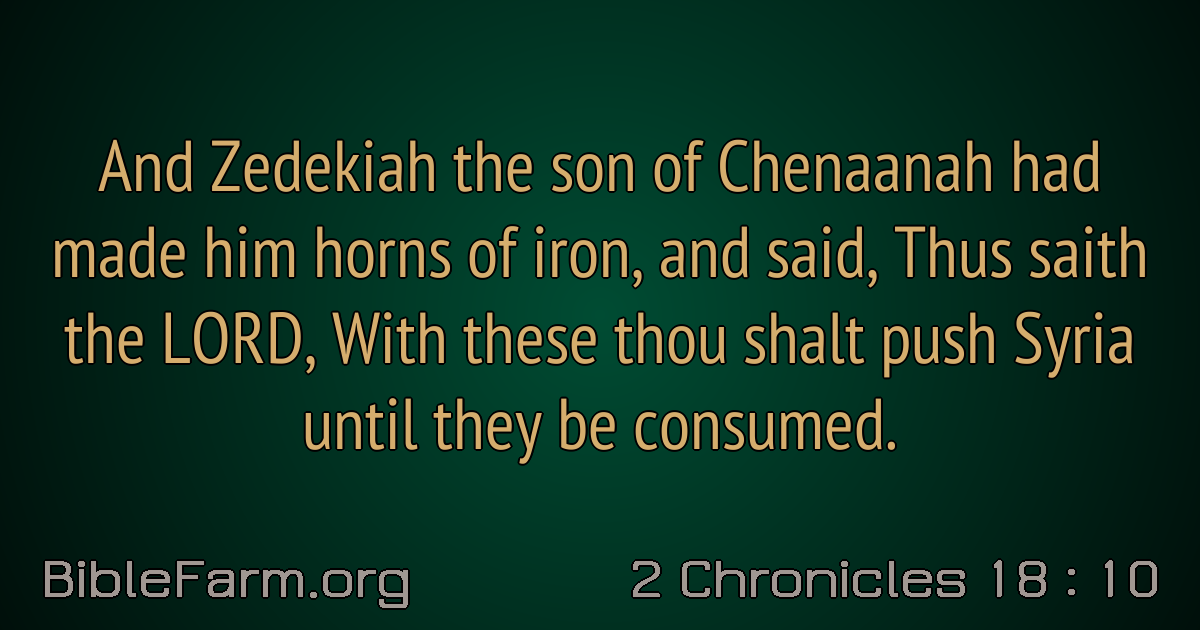 And Zedekiah the son of Chenaanah had
made him horns of iron, and said, Thus saith
the LORD, With these thou shalt push Syria
until they be consumed.
BibleFarm.org
2 Chronicles 18 : 10